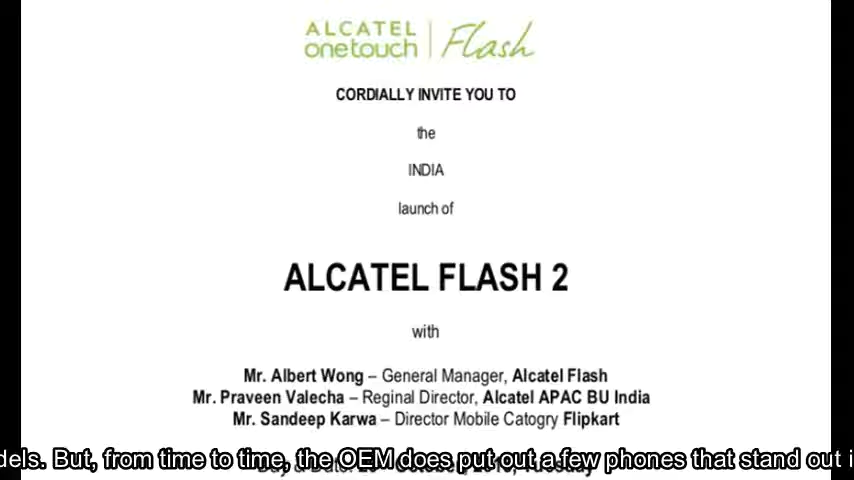 ALCATEL
onetouch Flash
CORDIALLY INVITE YOU TO
the
INDIA
launch of
ALCATEL FLASH 2
with
Mr. Albert Wong – General Manager, Alcatel Flash
Mr. Praveen Valecha – Reginal Director, Alcatel APAC BU India
Mr. Sandeep Karwa – Director Mobile Catogry Flipkart
dels. But, from time to time, the OEM does put out a few phones that stand out i